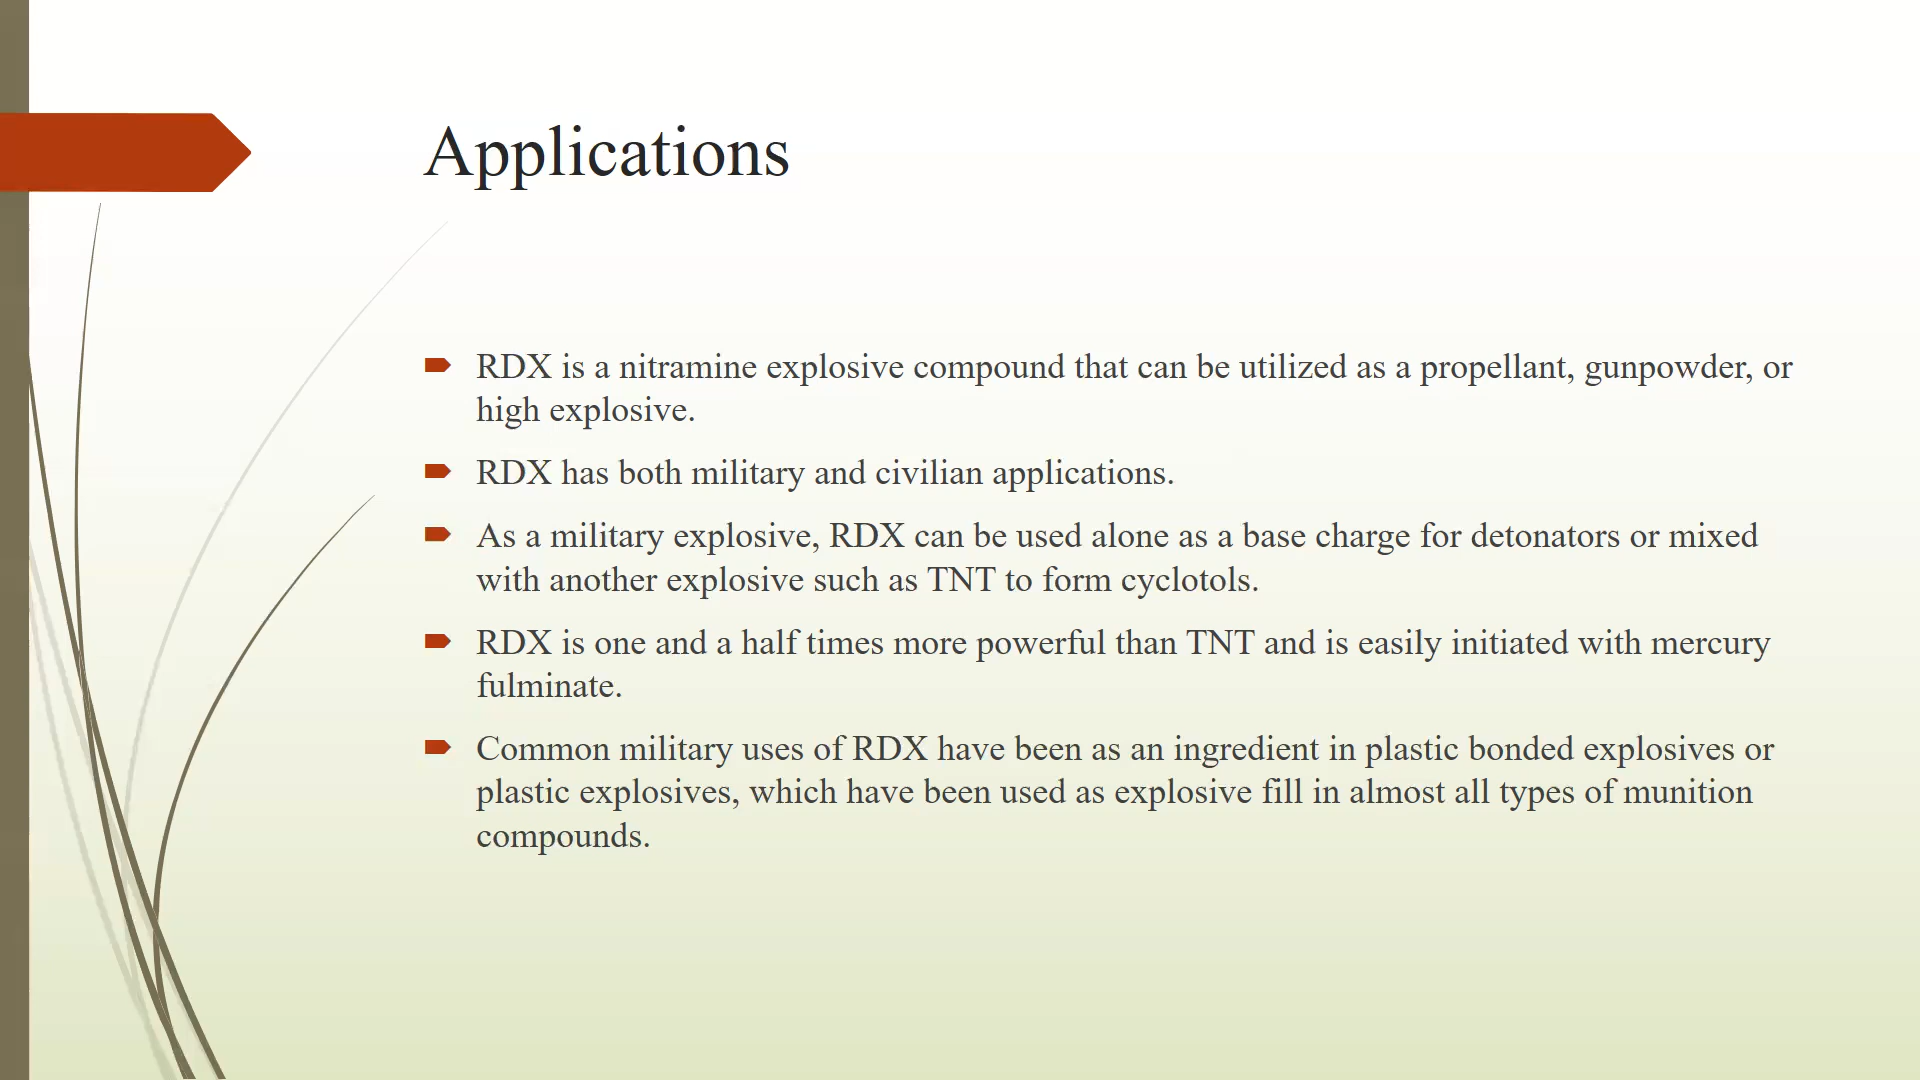 Applications
RDX is a nitramine explosive compound that can be utilized as a propellant, gunpowder, or
high explosive.
RDX has both military and civilian applications.
As a military explosive, RDX can be used alone as a base charge for detonators or mixed
with another explosive such as TNT to form cyclotols.
RDX is one and a half times more powerful than TNT and is easily initiated with mercury
fulminate.
Common military uses of RDX have been as an ingredient in plastic bonded explosives or
plastic explosives, which have been used as explosive fill in almost all types of munition
compounds.